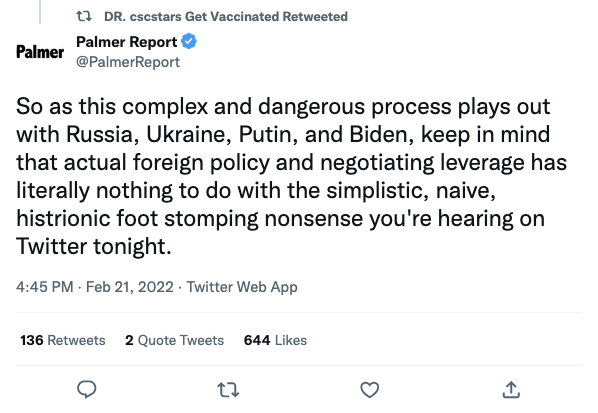 DR. cscstars Get Vaccinated Retweeted
Palmer
Palmer Report
@PalmerReport
So as this complex and dangerous process plays out
with Russia, Ukraine, Putin, and Biden, keep in mind
that actual foreign policy and negotiating leverage has
literally nothing to do with the simplistic, naive,
histrionic foot stomping nonsense you're hearing on
Twitter tonight.
4:45 PM · Feb 21, 2022 · Twitter Web App
136 Retweets 2 Quote Tweets 644 Likes